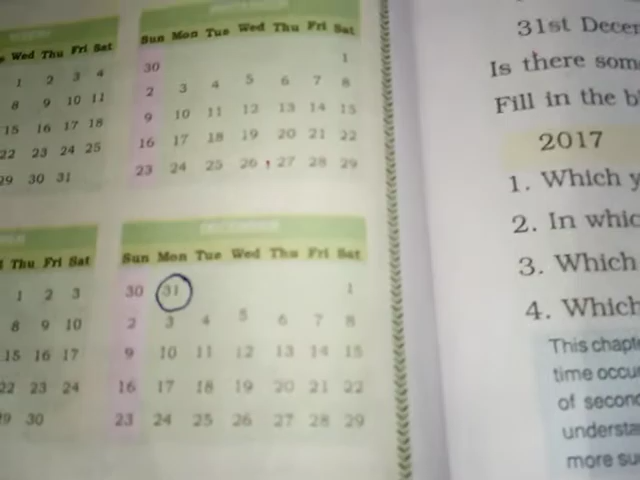 Wed Thu Fri Sat
1 2 3 4
8 9 10 11
15 16 17 18
22 23 24 25
29 30 31
Sun Mon Tue Wed Thu Fri Sat
30 1
2 3 4 5 6 7 8
9 10 11 12 13 14 15
16 17 18 19 20 21 22
23 24 25 26 27 28 29
Thu Fri Sat
1 2 3
8 9 10
15 16 17
22 23 24
29 30
DECEMBER
Sun Mon Tue Wed Thu Fri Sat
30 31 1
2 3 4 5 6 7 8
9 10 11 12 13 14 15
16 17 18 19 20 21 22
23 24 25 26 27 28 29
31st Decem
Is there som
Fill in the b
2017
1. Which y
2. In whic
3. Which
4. Which
This chapte
time occu
of second
understa
more su